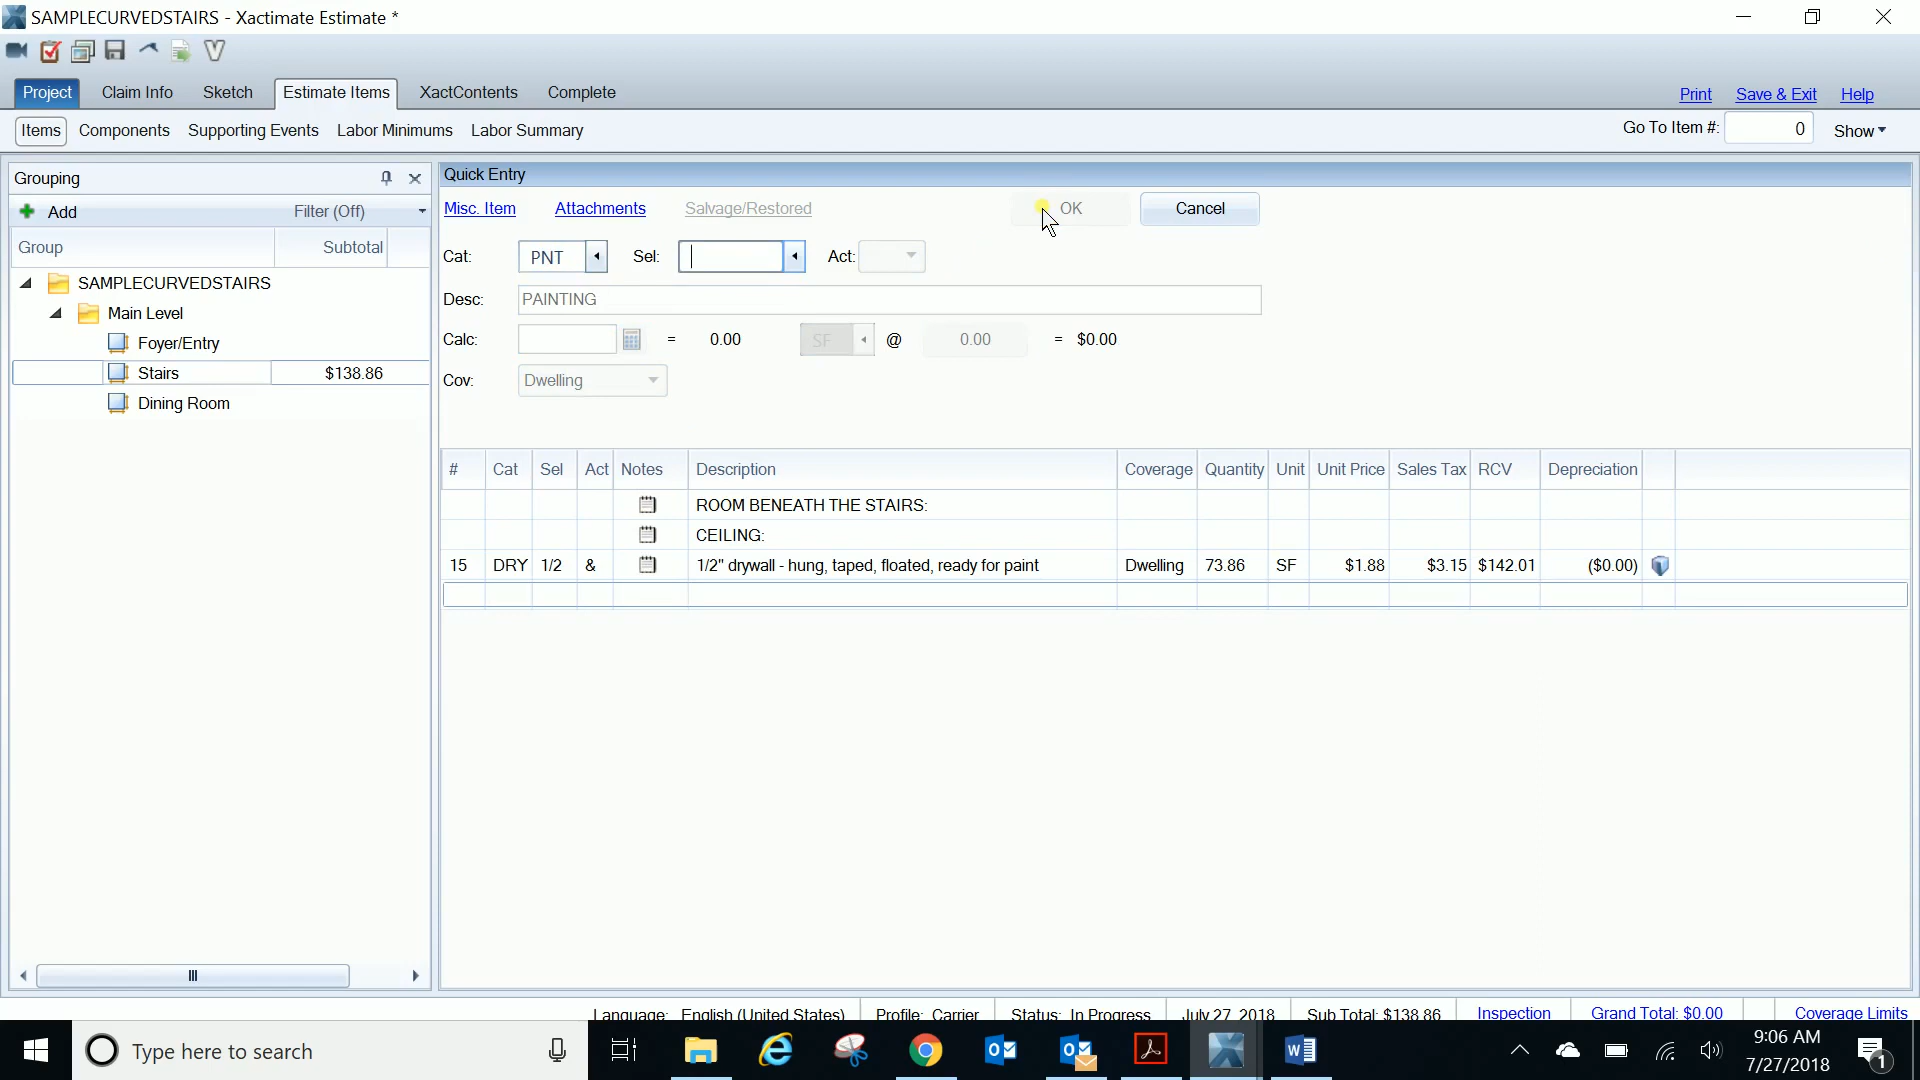 SAMPLECURVEDSTAIRS - Xactimate Estimate *
Project Claim Info Sketch Estimate Items XactContents Complete
Print Save & Exit Help
Items Components Supporting Events Labor Minimums Labor Summary
Go To Item #: 0 Show
Grouping
Add Filter (Off)
Group Subtotal
SAMPLECURVEDSTAIRS
Main Level
Foyer/Entry
Stairs $138.86
Dining Room
Quick Entry
Misc. Item Attachments Salvage/Restored OK Cancel
Cat: PNT Sel: Act:
Desc: PAINTING
Calc: = 0.00 SF @ 0.00 = $0.00
Cov: Dwelling
# Cat Sel Act Notes Description Coverage Quantity Unit Unit Price Sales Tax RCV Depreciation
ROOM BENEATH THE STAIRS:
CEILING:
15 DRY 1/2 & 1/2" drywall - hung, taped, floated, ready for paint Dwelling 73.86 SF $1.88 $3.15 $142.01 ($0.00)
Language: English (United States) Profile: Carrier Status: In Progress July 27, 2018 Sub Total: $138.86 Inspection Grand Total: $0.00 Coverage Limits
Type here to search
9:06 AM
7/27/2018
1